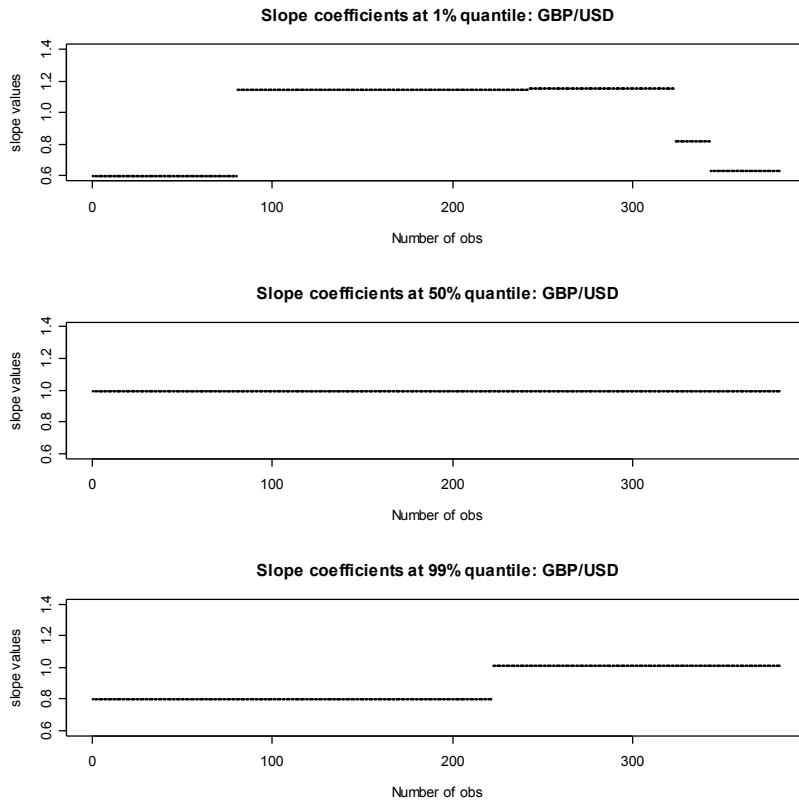 Slope coefficients at 1% quantile: GBP/USD
slope values
0.6 0.8 1.0 1.2 1.4
0 100 200 300
Number of obs
Slope coefficients at 50% quantile: GBP/USD
slope values
0.6 0.8 1.0 1.2 1.4
0 100 200 300
Number of obs
Slope coefficients at 99% quantile: GBP/USD
slope values
0.6 0.8 1.0 1.2 1.4
0 100 200 300
Number of obs